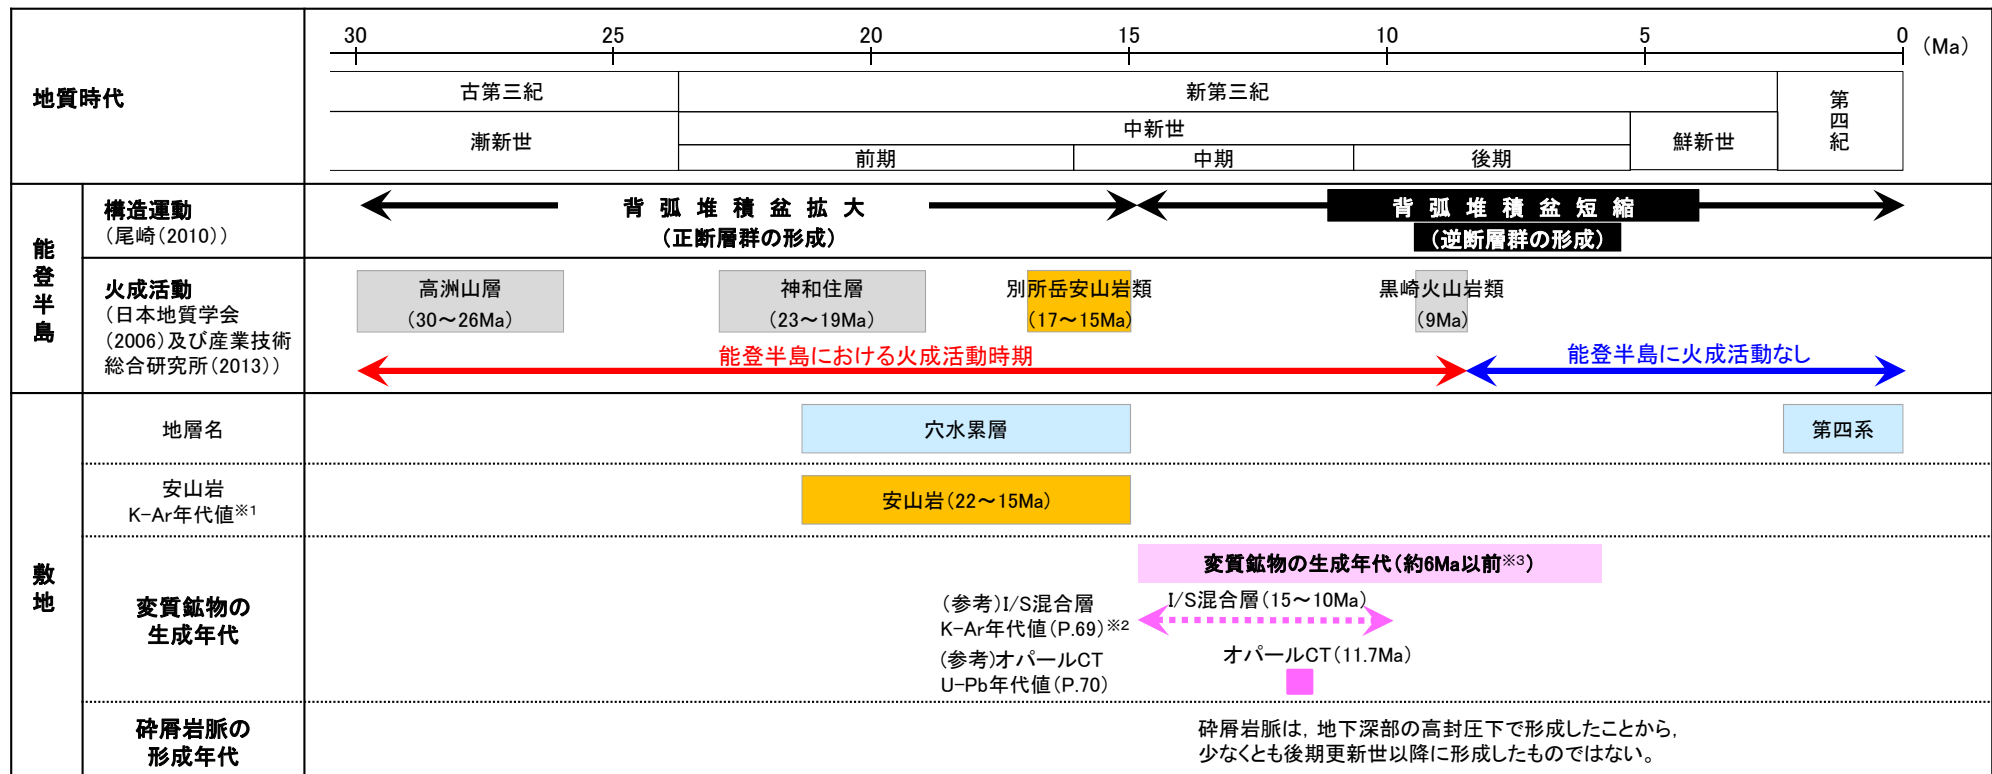 30 25 20 15 10 5 0 (Ma)
地質時代
古第三紀 新第三紀 第四紀
漸新世 中新世 鮮新世
前期 中期 後期
能登半島
構造運動
(尾崎(2010))
背弧堆積盆拡大
(正断層群の形成)
背弧堆積盆短縮
(逆断層群の形成)
火成活動
(日本地質学会
(2006)及び産業技術
総合研究所(2013))
高洲山層
(30～26Ma)
神和住層
(23～19Ma)
別所岳安山岩類
(17～15Ma)
黒崎火山岩類
(9Ma)
能登半島における火成活動時期
能登半島に火成活動なし
敷地
地層名
穴水累層
第四系
安山岩
K-Ar年代値※1
安山岩(22～15Ma)
変質鉱物の
生成年代
変質鉱物の生成年代(約6Ma以前※3)
(参考)I/S混合層
K-Ar年代値(P.69)※2
I/S混合層(15～10Ma)
(参考)オパールCT
U-Pb年代値(P.70)
オパールCT(11.7Ma)
砕屑岩脈の
形成年代
砕屑岩脈は，地下深部の高封圧下で形成したことから，
少なくとも後期更新世以降に形成したものではない。